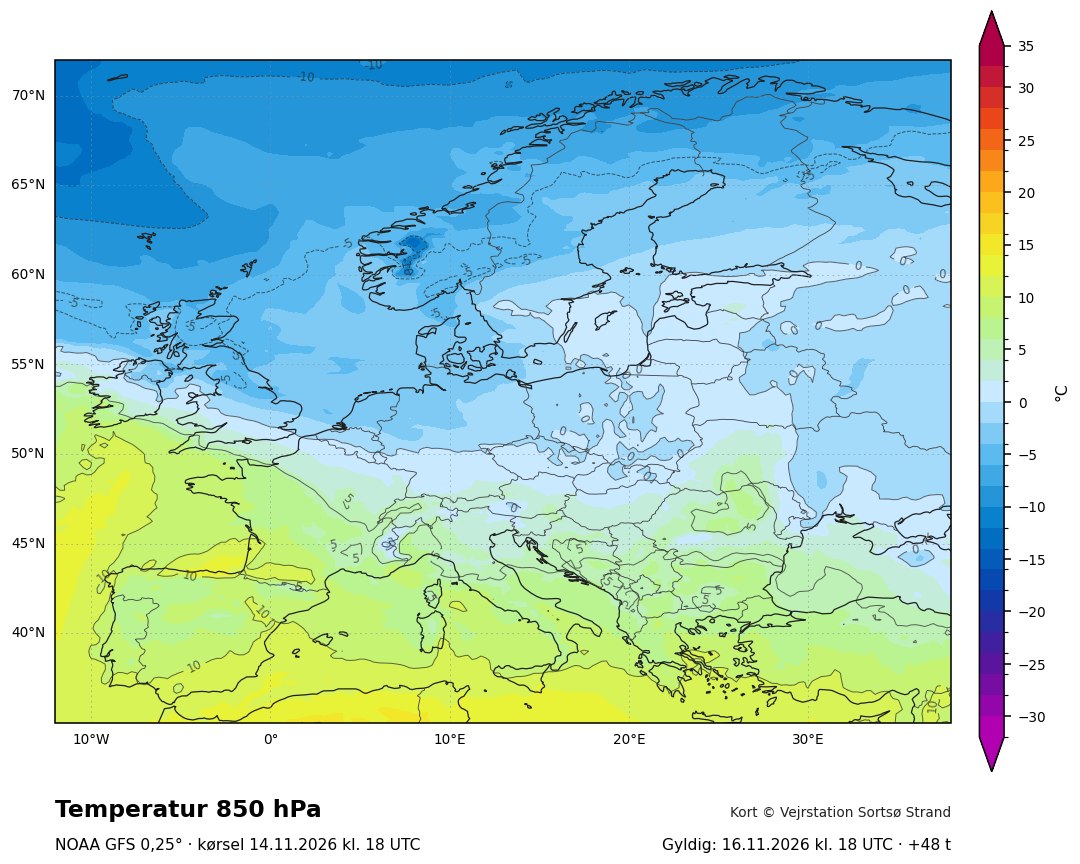 70°N
65°N
60°N
55°N
50°N
45°N
40°N
10°W
0°
10°E
20°E
30°E
35
30
25
20
15
10
5
0
−5
−10
−15
−20
−25
−30
°C
Temperatur 850 hPa
Kort © Vejrstation Sortsø Strand
NOAA GFS 0,25° · kørsel 14.11.2026 kl. 18 UTC
Gyldig: 16.11.2026 kl. 18 UTC · +48 t